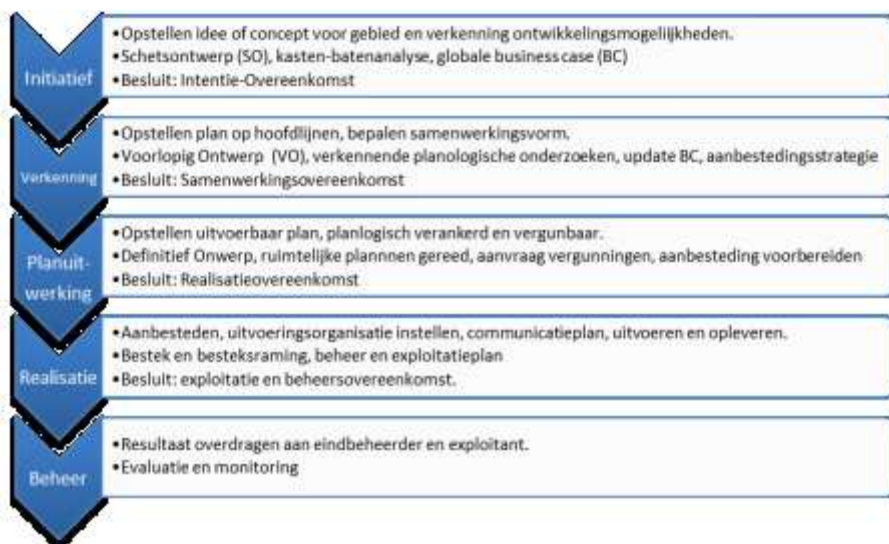 Initiatief
•Opstellen idee of concept voor gebied en verkenning ontwikkelingsmogelijkheden.
•Schetsontwerp (SO), kasten-batenanalyse, globale business case (BC)
•Besluit: Intentie-Overeenkomst
Verkenning
•Opstellen plan op hoofdlijnen, bepalen samenwerkingsvorm.
•Voorlopig Ontwerp (VO), verkennende planologische onderzoeken, update BC, aanbestedingsstrategie
•Besluit: Samenwerkingsovereenkomst
Planuit-
werking
•Opstellen uitvoerbaar plan, planlogisch verankerd en vergunbaar.
•Definitief Onwerp, ruimtelijke plannnen gereed, aanvraag vergunningen, aanbesteding voorbereiden
•Besluit: Realisatieovereenkomst
Realisatie
•Aanbesteden, uitvoeringsorganisatie instellen, communicatieplan, uitvoeren en opleveren.
•Bestek en besteksraming, beheer en exploitatieplan
•Besluit: exploitatie en beheersovereenkomst.
Beheer
•Resultaat overdragen aan eindbeheerder en exploitant.
•Evaluatie en monitoring